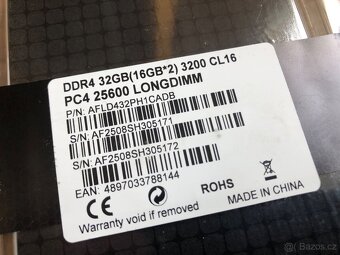 DDR4 32GB(16GB*2) 3200 CL16
PC4 25600 LONGDIMM
P/N: AFLD432PH1CADB
S/N: AF2508SH305171
S/N: AF2508SH305172
EAN: 4897033788144
CE
ROHS
Warranty void if removed
MADE IN CHINA
Bazos.cz